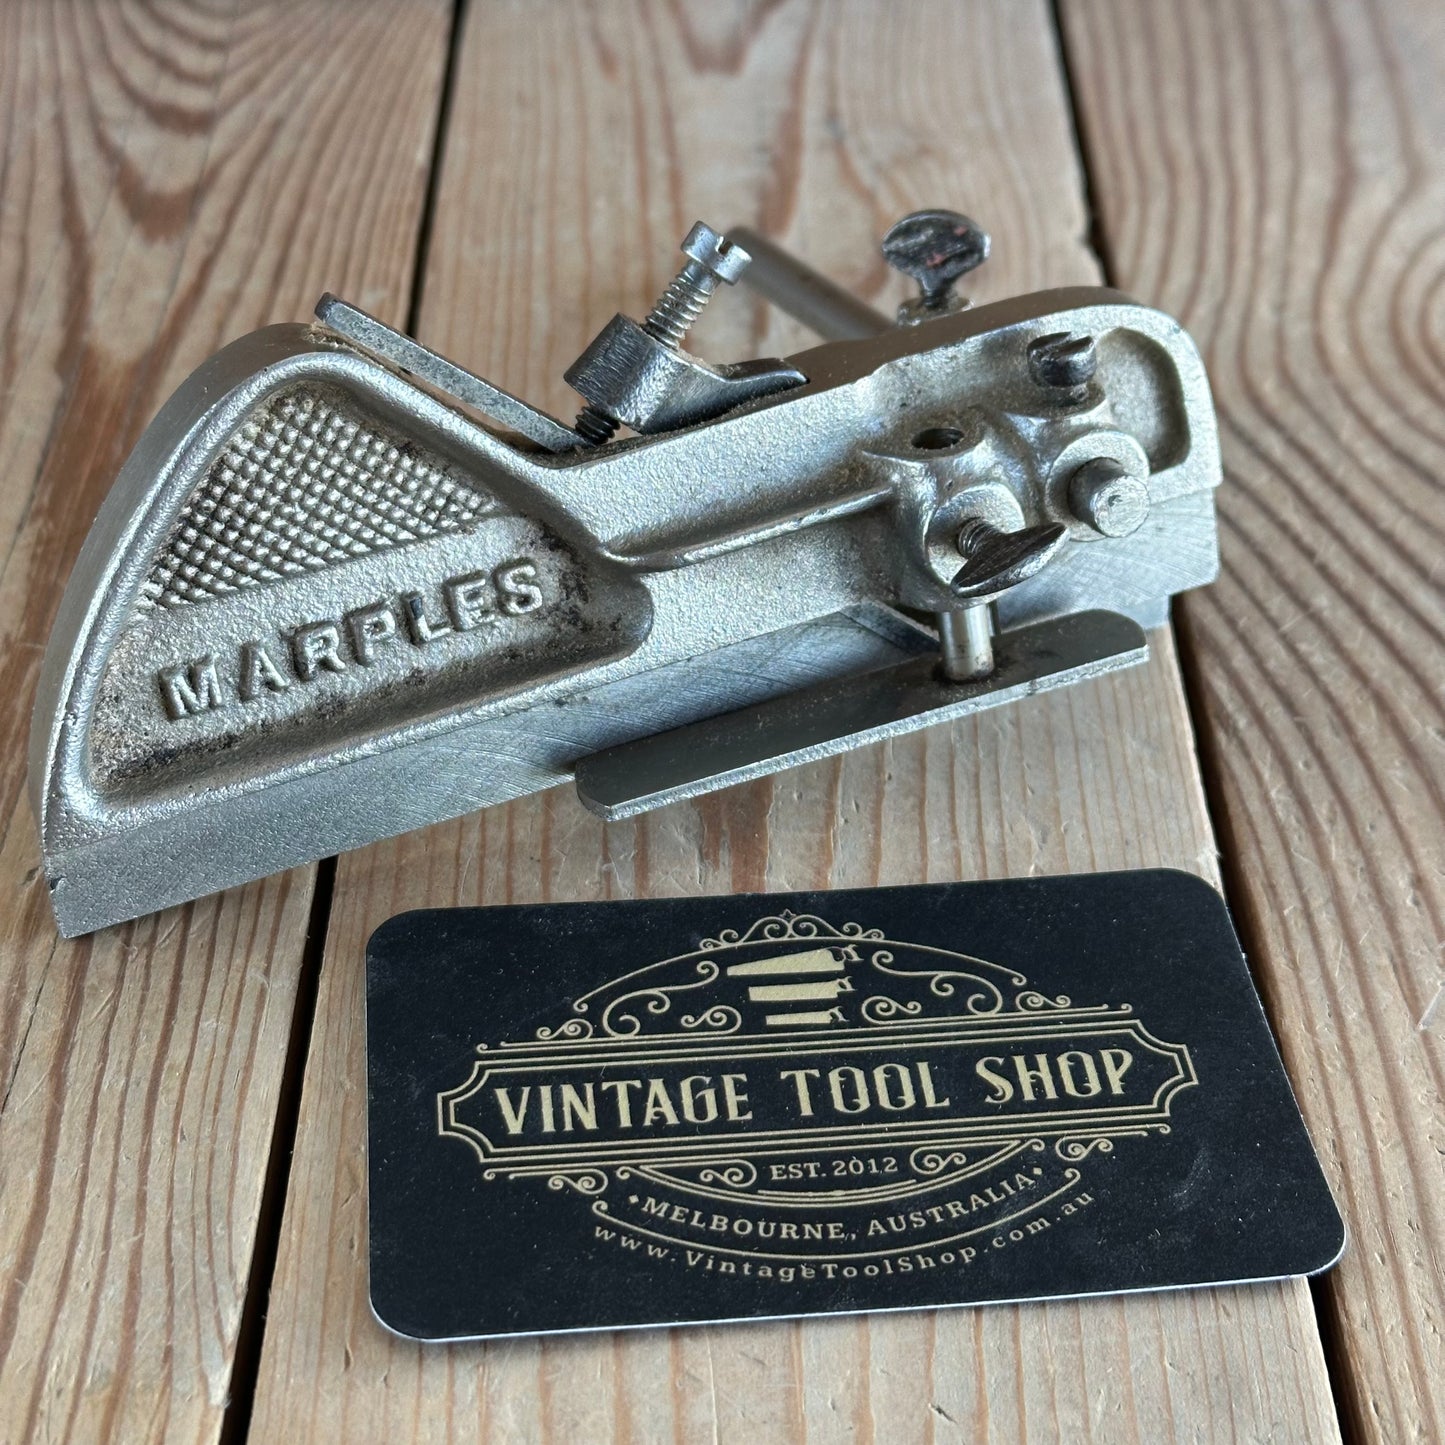 MARPLES
VINTAGE TOOL SHOP
EST. 2012
MELBOURNE, AUSTRALIA
www.VintageToolShop.com.au